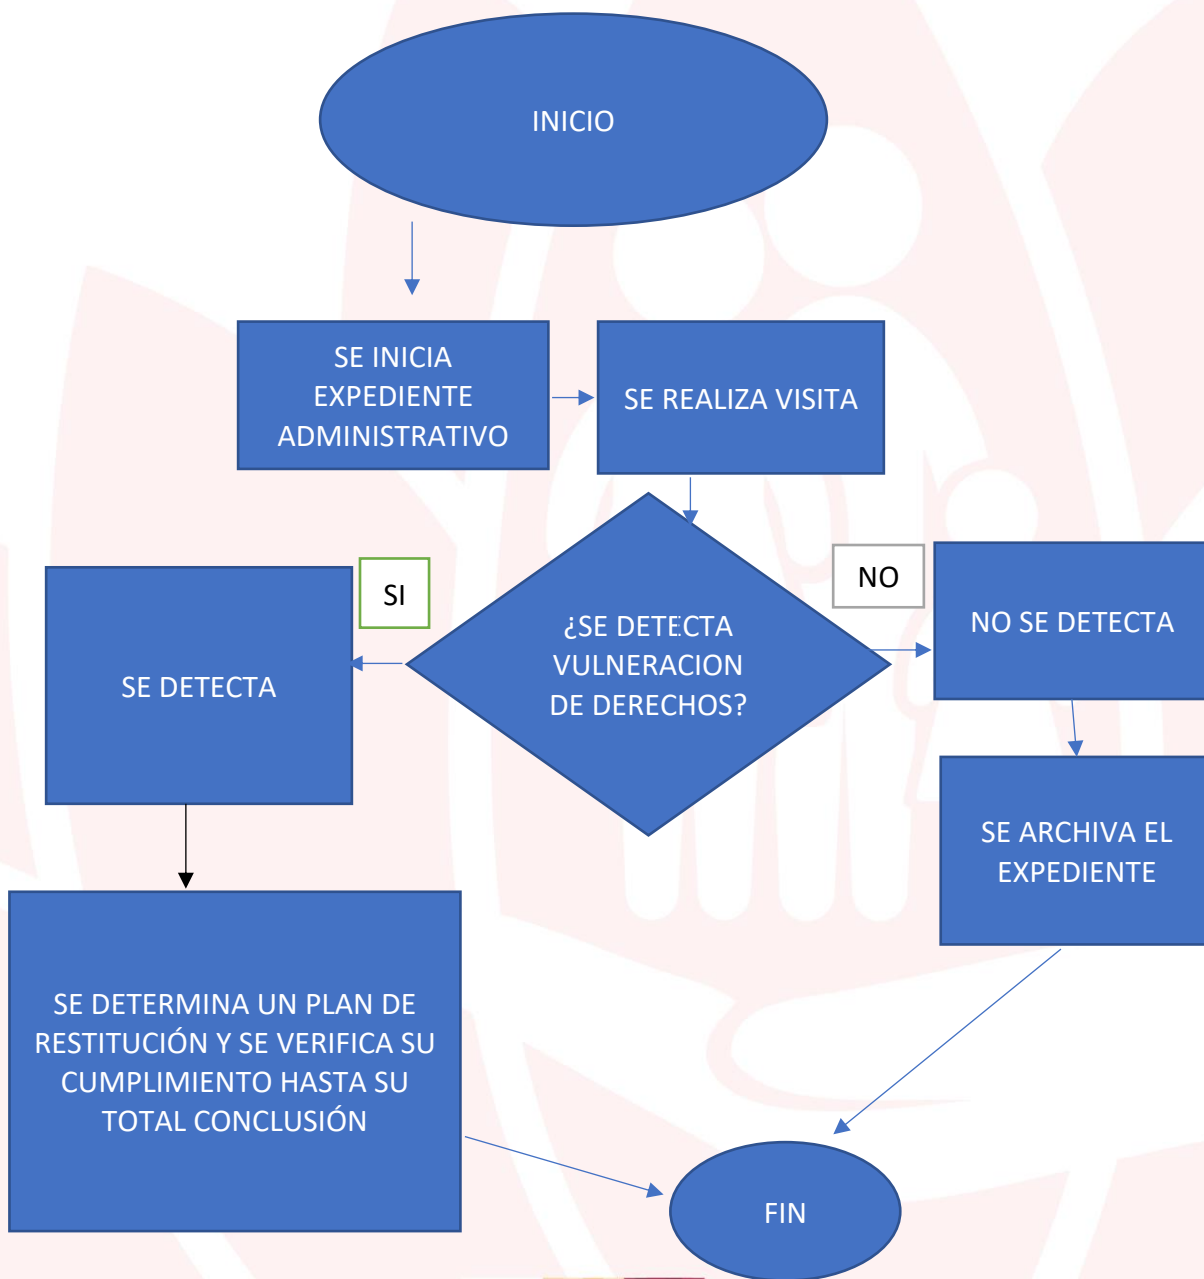 INICIO
SE INICIA
EXPEDIENTE
ADMINISTRATIVO
SE REALIZA VISITA
SI
NO
¿SE DETECTA
VULNERACION
DE DERECHOS?
NO SE DETECTA
SE DETECTA
SE ARCHIVA EL
EXPEDIENTE
SE DETERMINA UN PLAN DE
RESTITUCIÓN Y SE VERIFICA SU
CUMPLIMIENTO HASTA SU
TOTAL CONCLUSIÓN
FIN